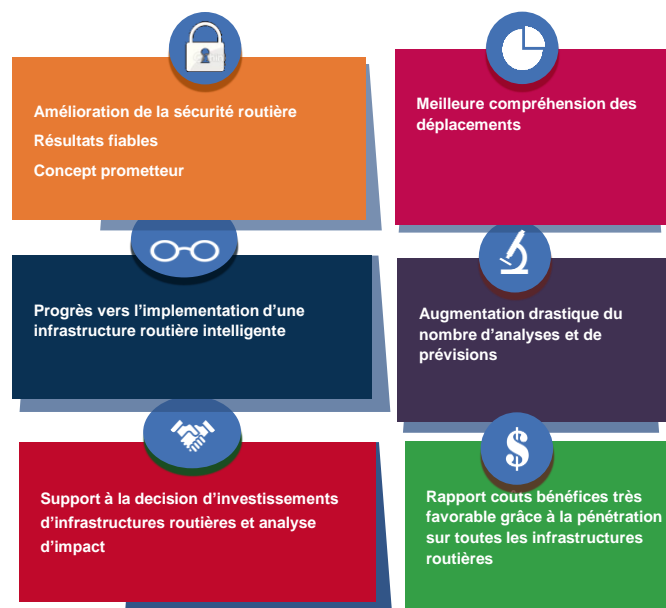 Amélioration de la sécurité routière
Résultats fiables
Concept prometteur
Meilleure compréhension des
déplacements
Progrès vers l'implementation d'une
infrastructure routière intelligente
Augmentation drastique du
nombre d'analyses et de
prévisions
Support à la decision d'investissements
d'infrastructures routières et analyse
d'impact
$
Rapport couts bénéfices très
favorable grâce à la pénétration
sur toutes les infrastructures
routières